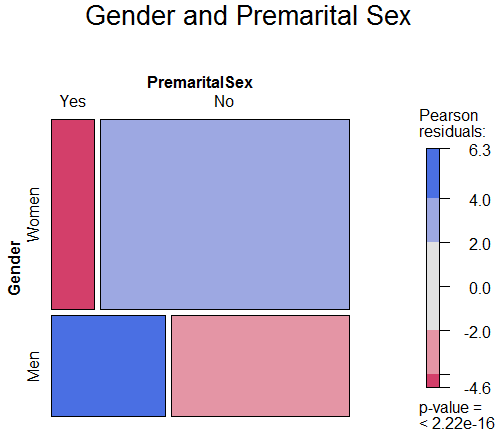 Gender and Premarital Sex
PremaritalSex
Yes No
Gender
Women
Men
Pearson
residuals:
6.3
4.0
2.0
0.0
-2.0
-4.6
p-value =
< 2.22e-16